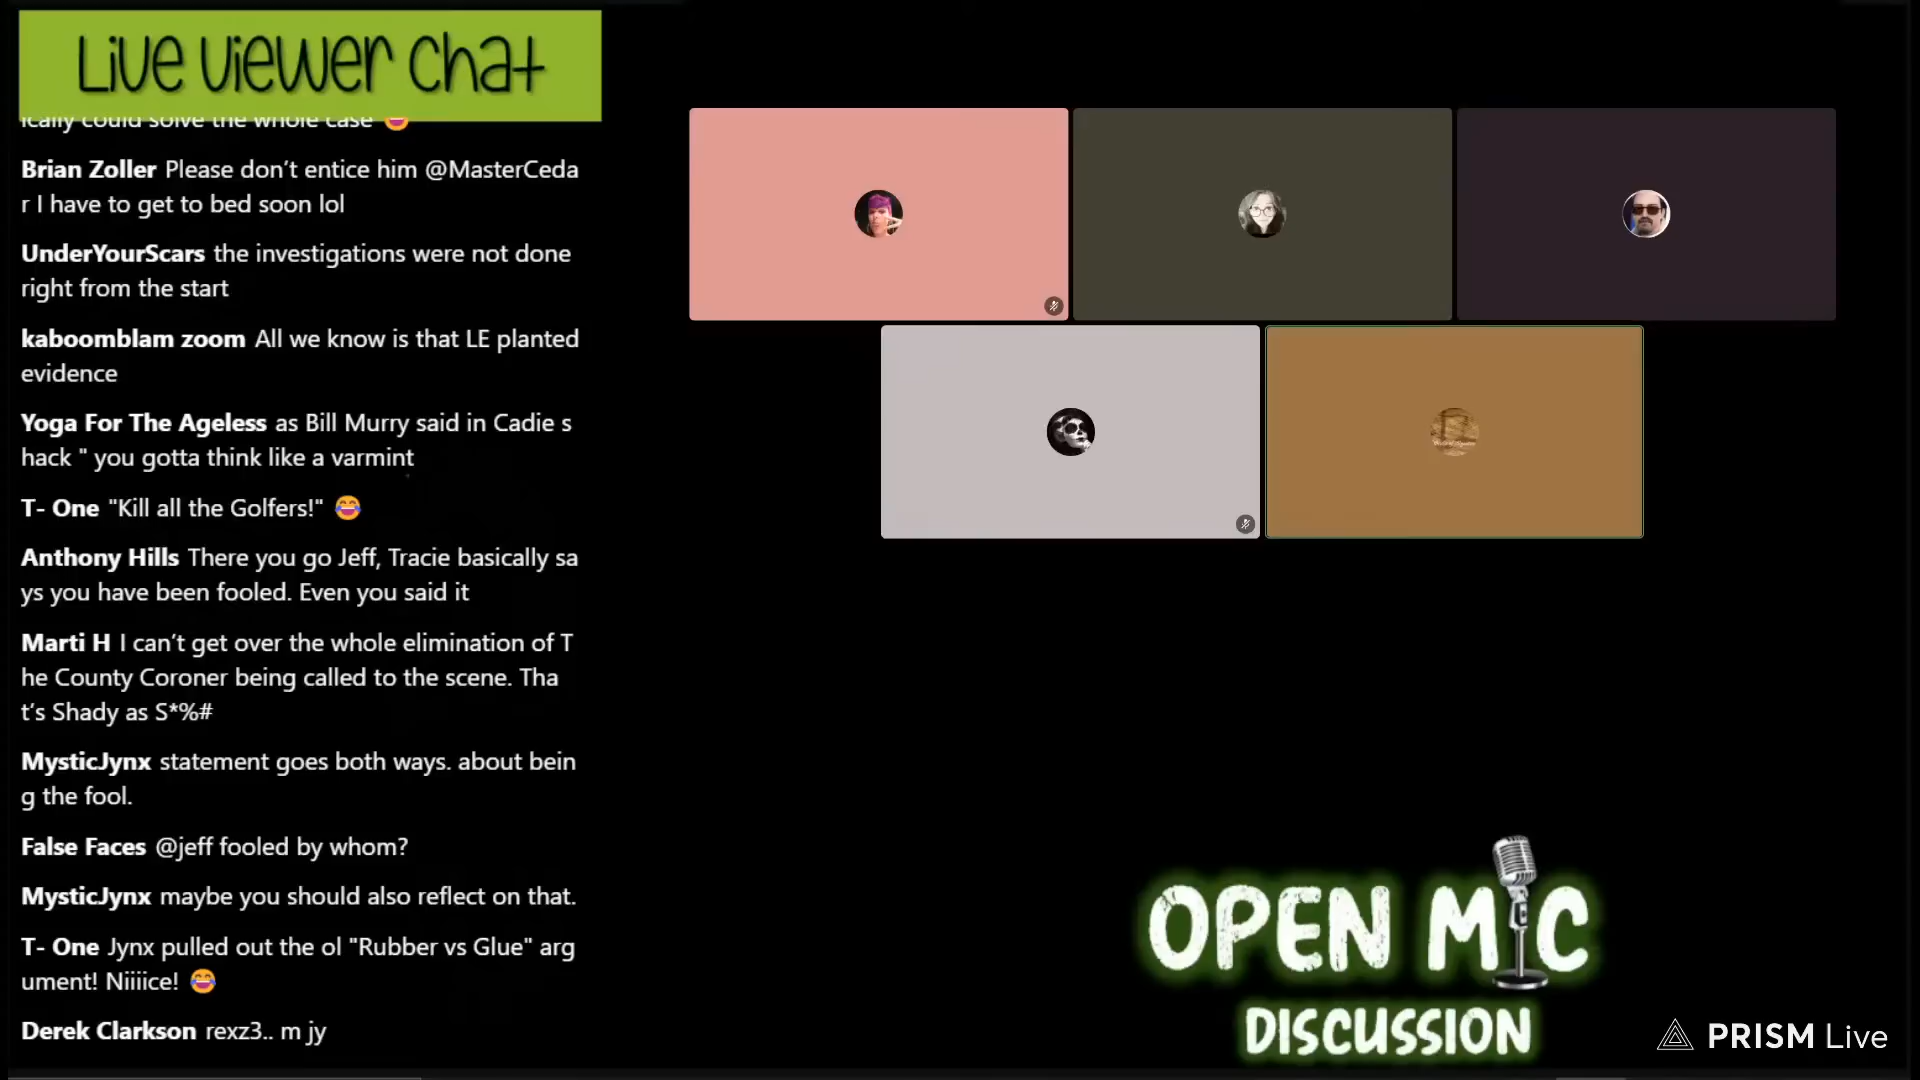 Live Viewer Chat
ically could solve the whole case 😂
Brian Zoller Please don’t entice him @MasterCeda
r I have to get to bed soon lol
UnderYourScars the investigations were not done
right from the start
kaboomblam zoom All we know is that LE planted
evidence
Yoga For The Ageless as Bill Murry said in Cadie s
hack " you gotta think like a varmint
T- One "Kill all the Golfers!" 😂
Anthony Hills There you go Jeff, Tracie basically sa
ys you have been fooled. Even you said it
Marti H I can’t get over the whole elimination of T
he County Coroner being called to the scene. Tha
t’s Shady as S*%#
MysticJynx statement goes both ways. about bein
g the fool.
False Faces @jeff fooled by whom?
MysticJynx maybe you should also reflect on that.
T- One Jynx pulled out the ol "Rubber vs Glue" arg
ument! Niiiice! 😂
Derek Clarkson rexz3.. m jy
OPEN MIC
DISCUSSION
PRISM Live